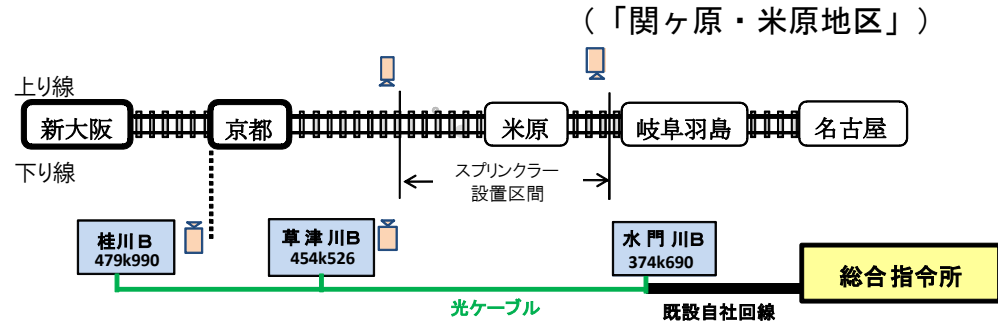 （「関ヶ原・米原地区」）
上り線
新大阪
京都
米原
岐阜羽島
名古屋
下り線
スプリンクラー
設置区間
桂川B
479k990
草津川B
454k526
水門川B
374k690
総合指令所
光ケーブル
既設自社回線